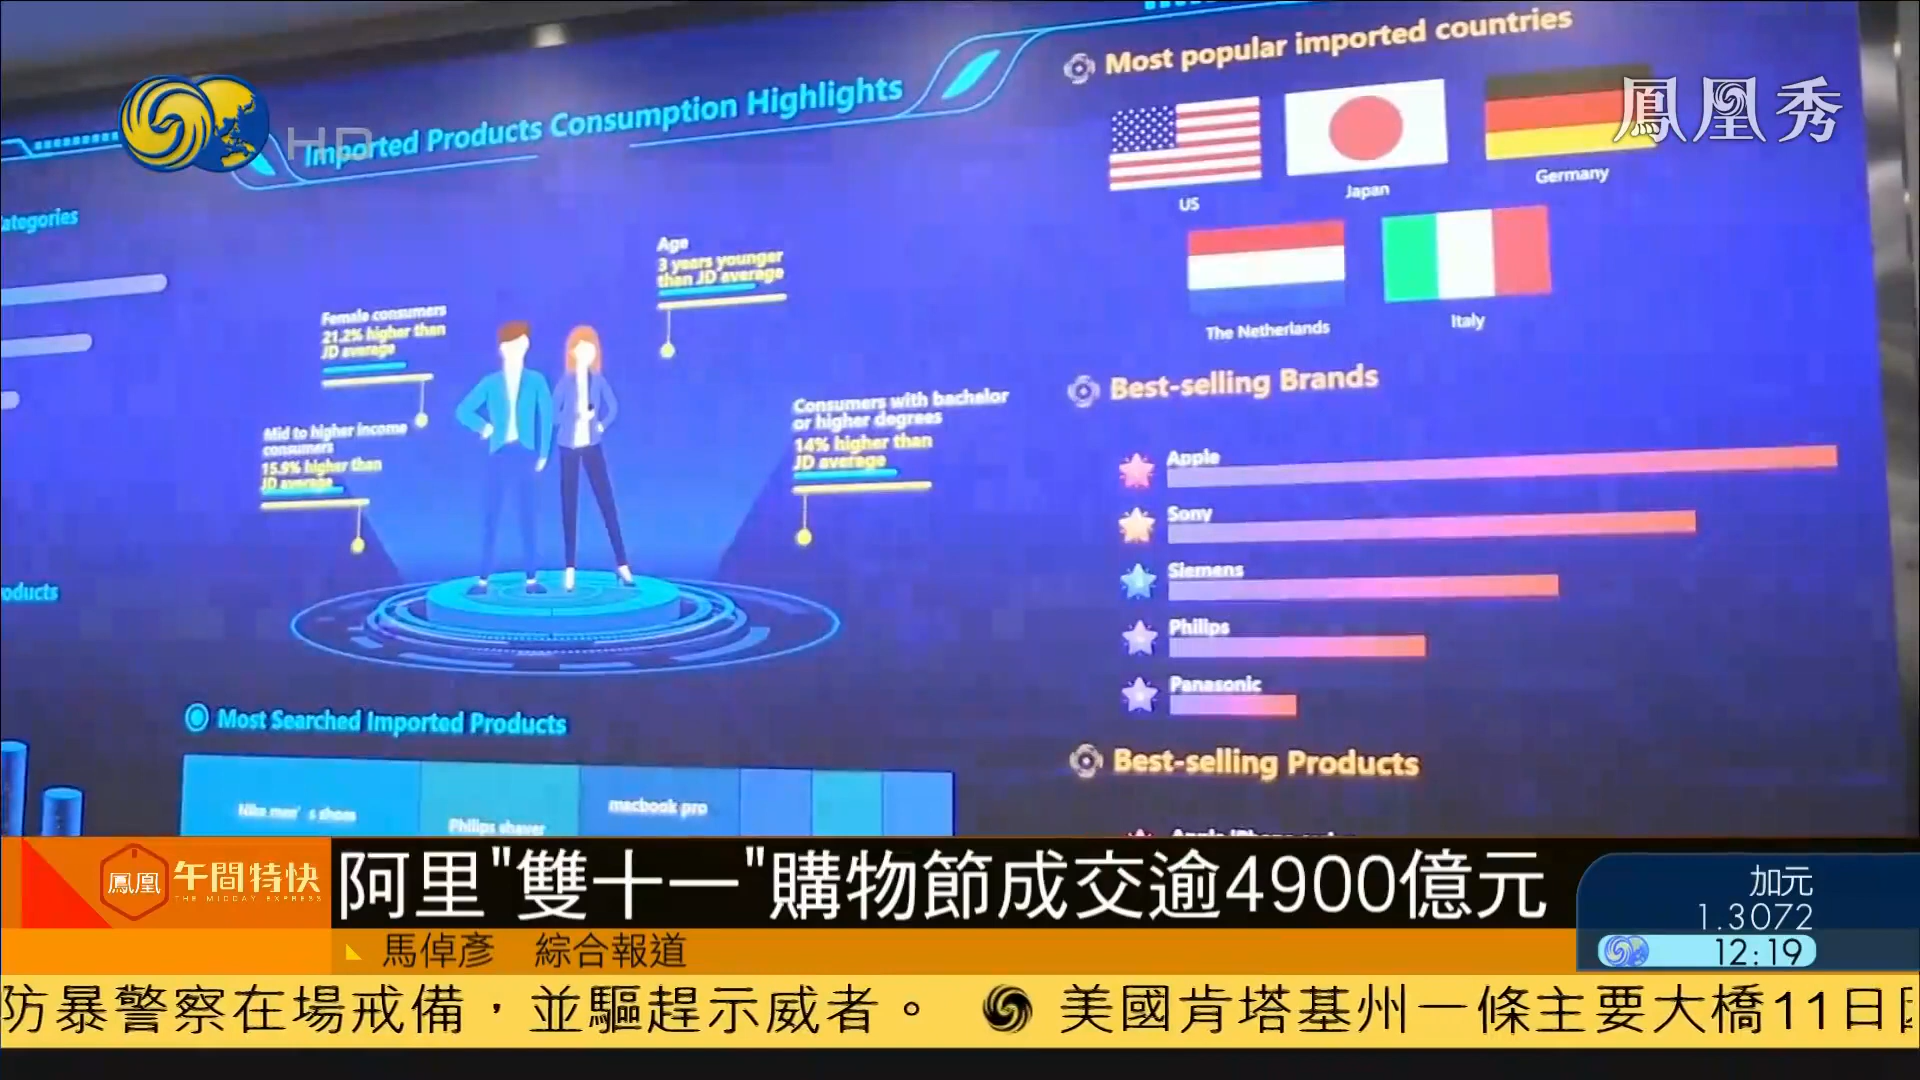 Imported Products Consumption Highlights
HD
Most popular imported countries
鳳凰秀
US
Japan
Germany
The Netherlands
Italy
ategories
Age
3 years younger
than JD average
Female consumers
21.2% higher than
JD average
Mid to higher income
consumers
15.9% higher than
JD average
Consumers with bachelor
or higher degrees
14% higher than
JD average
Best-selling Brands
Apple
Sony
Siemens
Philips
Panasonic
oducts
Most Searched Imported Products
Nike men's shoes
Philips shaver
macbook pro
Best-selling Products
鳳凰
午間特快
THE MIDDAY EXPRESS
阿里"雙十一"購物節成交逾4900億元
馬倬彥 綜合報道
加元
1.3072
12:19
防暴警察在場戒備，並驅趕示威者。 美國肯塔基州一條主要大橋11日